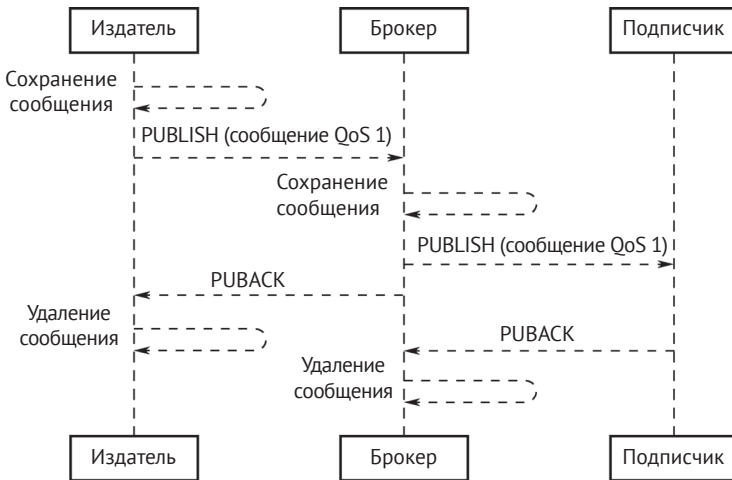 Издатель
Брокер
Подписчик
Сохранение
сообщения
PUBLISH (сообщение QoS 1)
Сохранение
сообщения
PUBLISH (сообщение QoS 1)
PUBACK
Удаление
сообщения
PUBACK
Удаление
сообщения
Издатель
Брокер
Подписчик